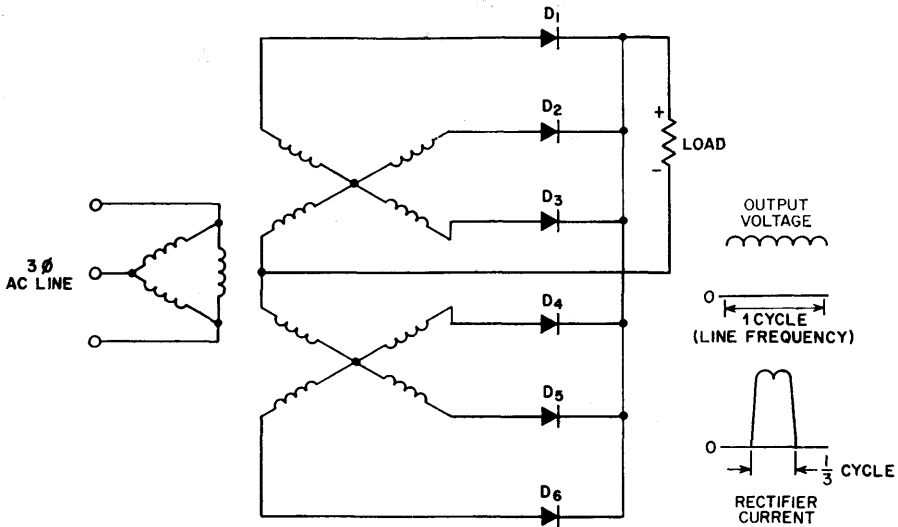 D1
D2
D3
D4
D5
D6
+
-
LOAD
3Ø
AC LINE
OUTPUT
VOLTAGE
0
1 CYCLE
(LINE FREQUENCY)
0
1/3 CYCLE
RECTIFIER
CURRENT